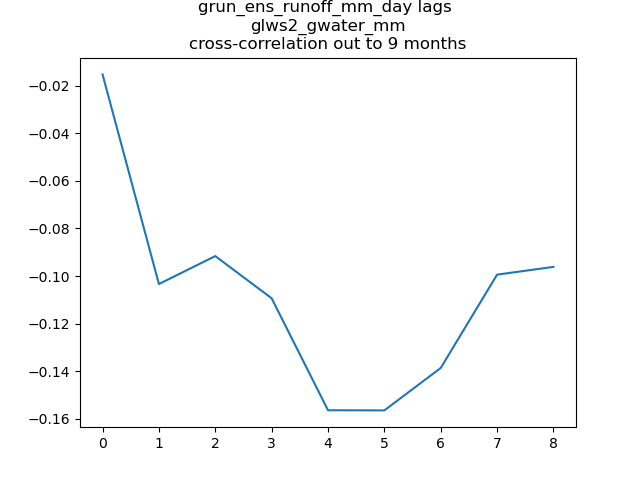 grun_ens_runoff_mm_day lags
glws2_gwater_mm
cross-correlation out to 9 months
−0.02
−0.04
−0.06
−0.08
−0.10
−0.12
−0.14
−0.16
0 1 2 3 4 5 6 7 8